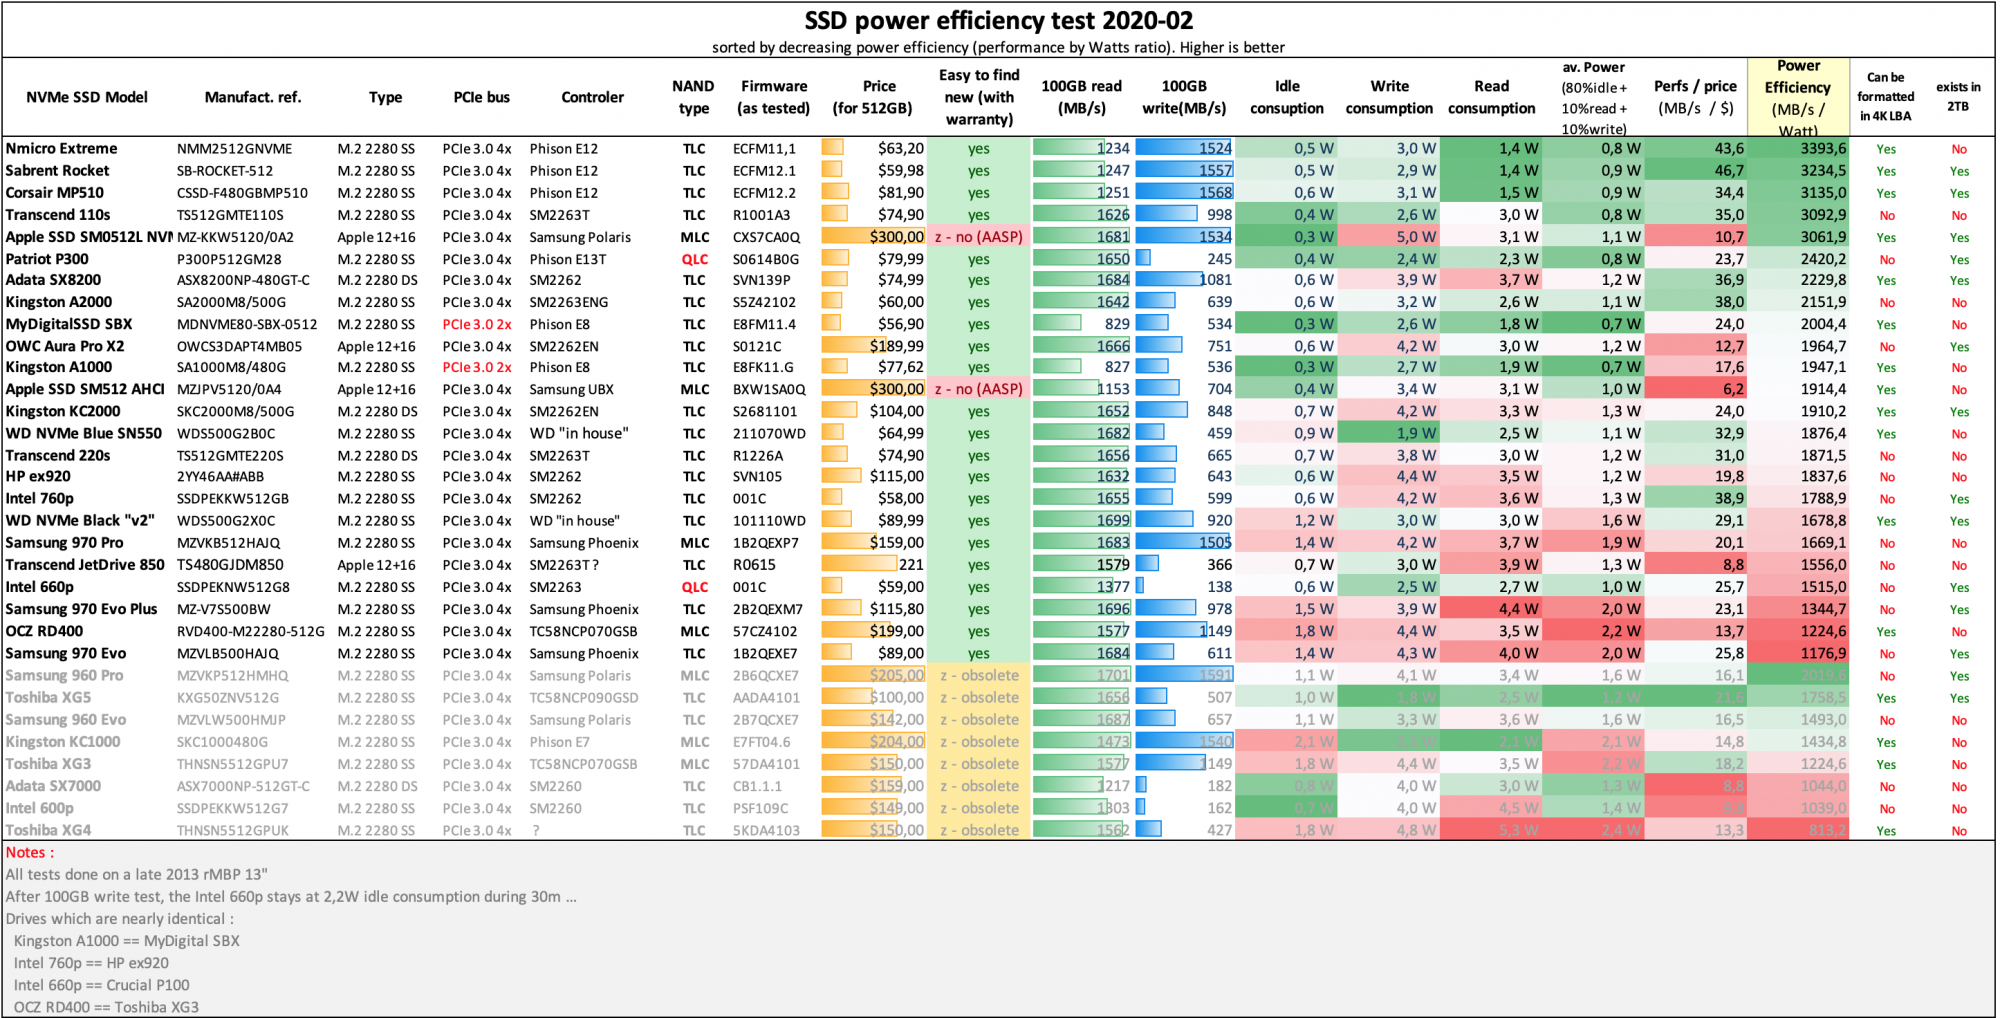 SSD power efficiency test 2020-02
sorted by decreasing power efficiency (performance by Watts ratio). Higher is better
NVMe SSD Model Manufact. ref. Type PCIe bus Controler NAND type Firmware (as tested) Price (for 512GB) Easy to find new (with warranty) 100GB read (MB/s) 100GB write(MB/s) Idle consuption Write consumption Read consumption av. Power (80%idle + 10%read + 10%write) Perfs / price (MB/s / $) Power Efficiency (MB/s / Watt) Can be formatted in 4K LBA exists in 2TB
Nmicro Extreme NMM2512GNVME M.2 2280 SS PCIe 3.0 4x Phison E12 TLC ECFM11,1 $63,20 yes 1234 1524 0,5 W 3,0 W 1,4 W 0,8 W 43,6 3393,6 Yes No
Sabrent Rocket SB-ROCKET-512 M.2 2280 SS PCIe 3.0 4x Phison E12 TLC ECFM12.1 $59,98 yes 1247 1557 0,5 W 2,9 W 1,4 W 0,9 W 46,7 3234,5 Yes Yes
Corsair MP510 CSSD-F480GBMP510 M.2 2280 SS PCIe 3.0 4x Phison E12 TLC ECFM12.2 $81,90 yes 1251 1568 0,6 W 3,1 W 1,5 W 0,9 W 34,4 3135,0 Yes Yes
Transcend 110s TS512GMTE110S M.2 2280 SS PCIe 3.0 4x SM2263T TLC R1001A3 $74,90 yes 1626 998 0,4 W 2,6 W 3,0 W 0,8 W 35,0 3092,9 No No
Apple SSD SM0512L NVM MZ-KKW5120/0A2 Apple 12+16 PCIe 3.0 4x Samsung Polaris MLC CXS7CA0Q $300,00 z - no (AASP) 1681 1534 0,3 W 5,0 W 3,1 W 1,1 W 10,7 3061,9 Yes Yes
Patriot P300 P300P512GM28 M.2 2280 SS PCIe 3.0 4x Phison E13T QLC S0614B0G $79,99 yes 1650 245 0,4 W 2,4 W 2,3 W 0,8 W 23,7 2420,2 No Yes
Adata SX8200 ASX8200NP-480GT-C M.2 2280 DS PCIe 3.0 4x SM2262 TLC SVN139P $74,99 yes 1684 1081 0,6 W 3,9 W 3,7 W 1,2 W 36,9 2229,8 Yes Yes
Kingston A2000 SA2000M8/500G M.2 2280 SS PCIe 3.0 4x SM2263ENG TLC S5Z42102 $60,00 yes 1642 639 0,6 W 3,2 W 2,6 W 1,1 W 38,0 2151,9 No No
MyDigitalSSD SBX MDNVME80-SBX-0512 M.2 2280 SS PCIe 3.0 2x Phison E8 TLC E8FM11.4 $56,90 yes 829 534 0,3 W 2,6 W 1,8 W 0,7 W 24,0 2004,4 Yes No
OWC Aura Pro X2 OWCS3DAPT4MB05 Apple 12+16 PCIe 3.0 4x SM2262EN TLC S0121C $189,99 yes 1666 751 0,6 W 4,2 W 3,0 W 1,2 W 12,7 1964,7 No Yes
Kingston A1000 SA1000M8/480G M.2 2280 SS PCIe 3.0 2x Phison E8 TLC E8FK11.G $77,62 yes 827 536 0,3 W 2,7 W 1,9 W 0,7 W 17,6 1947,1 Yes No
Apple SSD SM512 AHCI MZJPV5120/0A4 Apple 12+16 PCIe 3.0 4x Samsung UBX MLC BXW1SA0Q $300,00 z - no (AASP) 1153 704 0,4 W 3,4 W 3,1 W 1,0 W 6,2 1914,4 No No
Kingston KC2000 SKC2000M8/500G M.2 2280 DS PCIe 3.0 4x SM2262EN TLC S2681101 $104,00 yes 1652 848 0,7 W 4,2 W 3,3 W 1,3 W 24,0 1910,2 Yes Yes
WD NVMe Blue SN550 WDS500G2B0C M.2 2280 SS PCIe 3.0 4x WD "in house" TLC 211070WD $64,99 yes 1682 459 0,9 W 1,9 W 2,5 W 1,1 W 32,9 1876,4 Yes No
Transcend 220s TS512GMTE220S M.2 2280 DS PCIe 3.0 4x SM2263T TLC R1226A $74,90 yes 1656 665 0,7 W 3,8 W 3,0 W 1,2 W 31,0 1871,5 No No
HP ex920 2YY46AA#ABB M.2 2280 SS PCIe 3.0 4x SM2262 TLC SVN105 $115,00 yes 1632 643 0,6 W 4,4 W 3,5 W 1,2 W 19,8 1837,6 No No
Intel 760p SSDPEKKW512GB M.2 2280 SS PCIe 3.0 4x SM2262 TLC 001C $58,00 yes 1655 599 0,6 W 4,2 W 3,6 W 1,3 W 38,9 1788,9 No Yes
WD NVMe Black "v2" WDS500G2X0C M.2 2280 SS PCIe 3.0 4x WD "in house" TLC 101110WD $89,99 yes 1699 920 1,2 W 3,0 W 3,0 W 1,6 W 29,1 1678,8 Yes Yes
Samsung 970 Pro MZVKB512HAJQ M.2 2280 SS PCIe 3.0 4x Samsung Phoenix MLC 1B2QEXP7 $159,00 yes 1683 1505 1,4 W 4,2 W 3,7 W 1,9 W 20,1 1669,1 No No
Transcend JetDrive 850 TS480GJDM850 Apple 12+16 PCIe 3.0 4x SM2263T ? TLC R0615 221 yes 1579 366 0,7 W 3,0 W 3,9 W 1,3 W 8,8 1556,0 No No
Intel 660p SSDPEKNW512G8 M.2 2280 SS PCIe 3.0 4x SM2263 QLC 001C $59,00 yes 1377 138 0,6 W 2,5 W 2,7 W 1,0 W 25,7 1515,0 No Yes
Samsung 970 Evo Plus MZ-V7S500BW M.2 2280 SS PCIe 3.0 4x Samsung Phoenix TLC 2B2QEXM7 $115,80 yes 1696 978 1,5 W 3,9 W 4,4 W 2,0 W 23,1 1344,7 No Yes
OCZ RD400 RVD400-M22280-512G M.2 2280 SS PCIe 3.0 4x TC58NCP070GSB MLC 57CZ4102 $199,00 yes 1577 1149 1,8 W 4,4 W 3,5 W 2,2 W 13,7 1224,6 Yes No
Samsung 970 Evo MZVLB500HAJQ M.2 2280 SS PCIe 3.0 4x Samsung Phoenix TLC 1B2QEXE7 $89,00 yes 1684 611 1,4 W 4,3 W 4,0 W 2,0 W 25,8 1176,9 No Yes
Samsung 960 Pro MZVKP512HMHQ M.2 2280 SS PCIe 3.0 4x Samsung Polaris MLC 2B6QCXE7 $205,00 z - obsolete 1701 1591 1,1 W 4,1 W 3,4 W 1,6 W 16,1 2019,6 No Yes
Toshiba XG5 KXG50ZNV512G M.2 2280 SS PCIe 3.0 4x TC58NCP090GSD TLC AADA4101 $100,00 z - obsolete 1656 507 1,0 W 1,8 W 2,5 W 1,2 W 21,6 1758,5 Yes Yes
Samsung 960 Evo MZVLW500HMJP M.2 2280 SS PCIe 3.0 4x Samsung Polaris TLC 2B7QCXE7 $142,00 z - obsolete 1687 657 1,1 W 3,3 W 3,6 W 1,6 W 16,5 1493,0 No No
Kingston KC1000 SKC1000480G M.2 2280 SS PCIe 3.0 4x Phison E7 MLC E7FT04.6 $204,00 z - obsolete 1473 1540 2,1 W 2,1 W 2,1 W 14,8 1434,8 Yes No
Toshiba XG3 THNSN5512GPU7 M.2 2280 SS PCIe 3.0 4x TC58NCP070GSB MLC 57DA4101 $150,00 z - obsolete 1577 1149 1,8 W 4,4 W 3,5 W 2,2 W 18,2 1224,6 Yes No
Adata SX7000 ASX7000NP-512GT-C M.2 2280 DS PCIe 3.0 4x SM2260 TLC CB1.1.1 $159,00 z - obsolete 1217 182 0,8 W 4,0 W 3,0 W 1,3 W 8,8 1044,0 No No
Intel 600p SSDPEKKW512G7 M.2 2280 SS PCIe 3.0 4x SM2260 TLC PSF109C $149,00 z - obsolete 1303 162 0,7 W 4,0 W 4,5 W 1,4 W 1039,0 No No
Toshiba XG4 THNSN5512GPUK M.2 2280 SS PCIe 3.0 4x ? TLC 5KDA4103 $150,00 z - obsolete 1562 427 1,8 W 4,8 W 5,3 W 2,4 W 13,3 813,2 Yes No
Notes :
All tests done on a late 2013 rMBP 13"
After 100GB write test, the Intel 660p stays at 2,2W idle consumption during 30m ...
Drives which are nearly identical :
Kingston A1000 == MyDigital SBX
Intel 760p == HP ex920
Intel 660p == Crucial P100
OCZ RD400 == Toshiba XG3